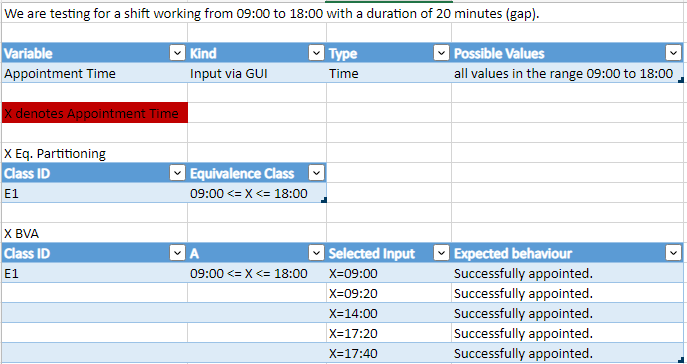 We are testing for a shift working from 09:00 to 18:00 with a duration of 20 minutes (gap).
Variable Kind Type Possible Values
Appointment Time Input via GUI Time all values in the range 09:00 to 18:00
X denotes Appointment Time
X Eq. Partitioning
Class ID Equivalence Class
E1 09:00 <= X <= 18:00
X BVA
Class ID A Selected Input Expected behaviour
E1 09:00 <= X <= 18:00 X=09:00 Successfully appointed.
X=09:20 Successfully appointed.
X=14:00 Successfully appointed.
X=17:20 Successfully appointed.
X=17:40 Successfully appointed.